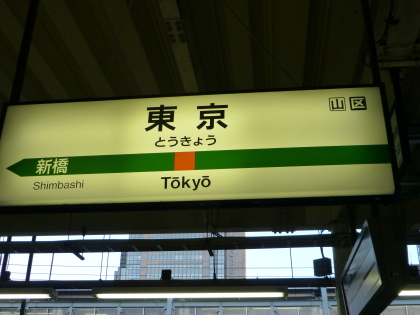 東京
山 区
とうきょう
新橋
Shimbashi
Tōkyō